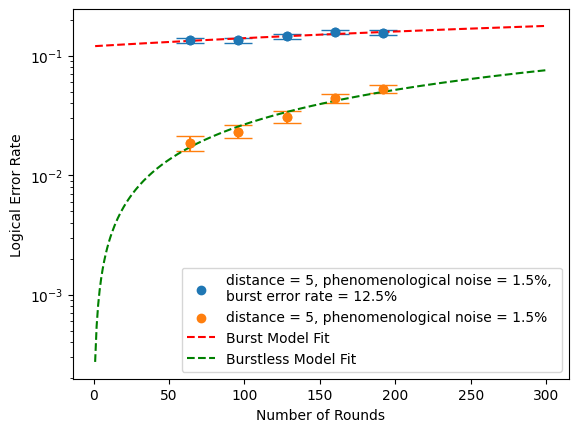 Logical Error Rate
10⁻¹
10⁻²
10⁻³
distance = 5, phenomenological noise = 1.5%,
burst error rate = 12.5%
distance = 5, phenomenological noise = 1.5%
Burst Model Fit
Burstless Model Fit
0 50 100 150 200 250 300
Number of Rounds